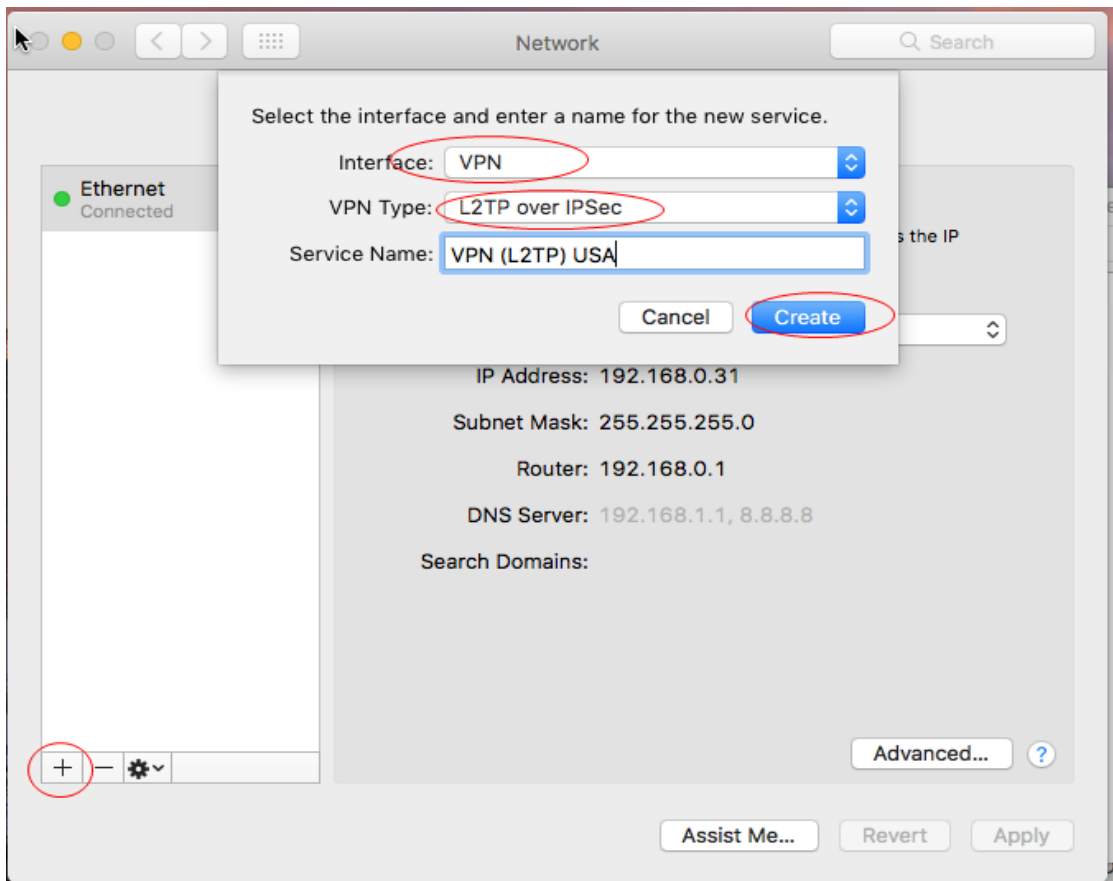 Network
Search
Select the interface and enter a name for the new service.
Interface: VPN
VPN Type: L2TP over IPSec
Service Name: VPN (L2TP) USA
Cancel Create
Ethernet
Connected
s the IP
IP Address: 192.168.0.31
Subnet Mask: 255.255.255.0
Router: 192.168.0.1
DNS Server: 192.168.1.1, 8.8.8.8
Search Domains:
Advanced... ?
Assist Me... Revert Apply